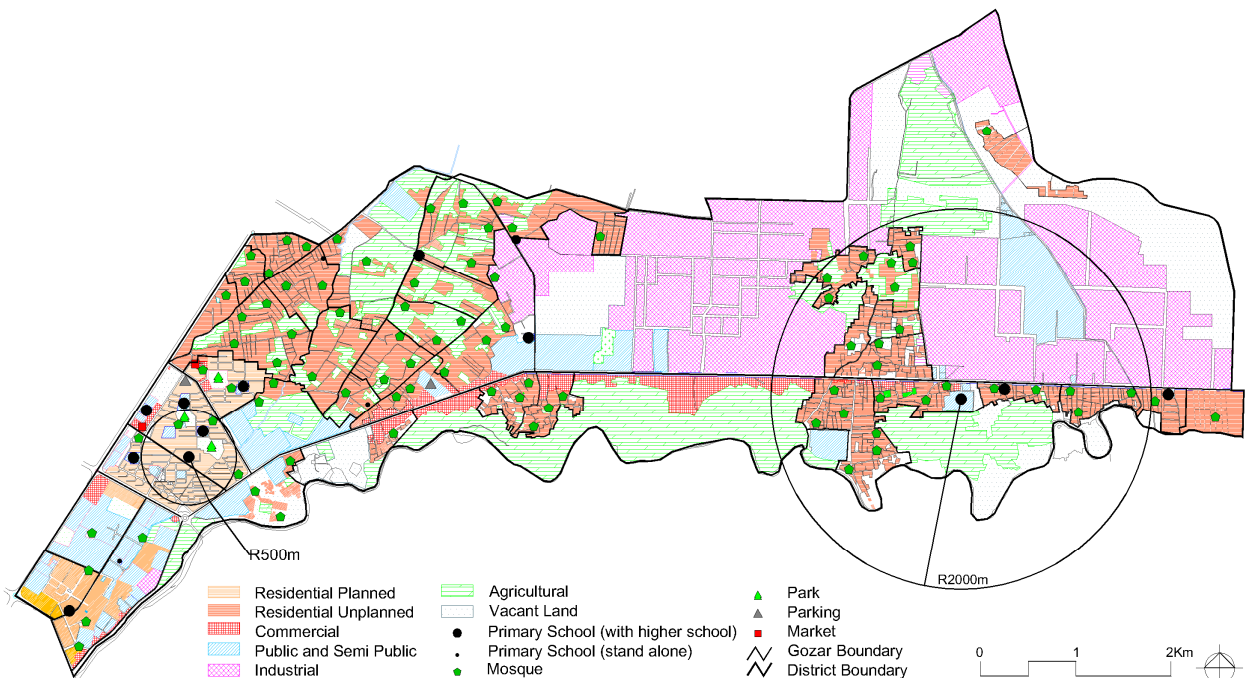 R500m
R2000m
Residential Planned
Residential Unplanned
Commercial
Public and Semi Public
Industrial
Agricultural
Vacant Land
Primary School (with higher school)
Primary School (stand alone)
Mosque
Park
Parking
Market
Gozar Boundary
District Boundary
0 1 2Km